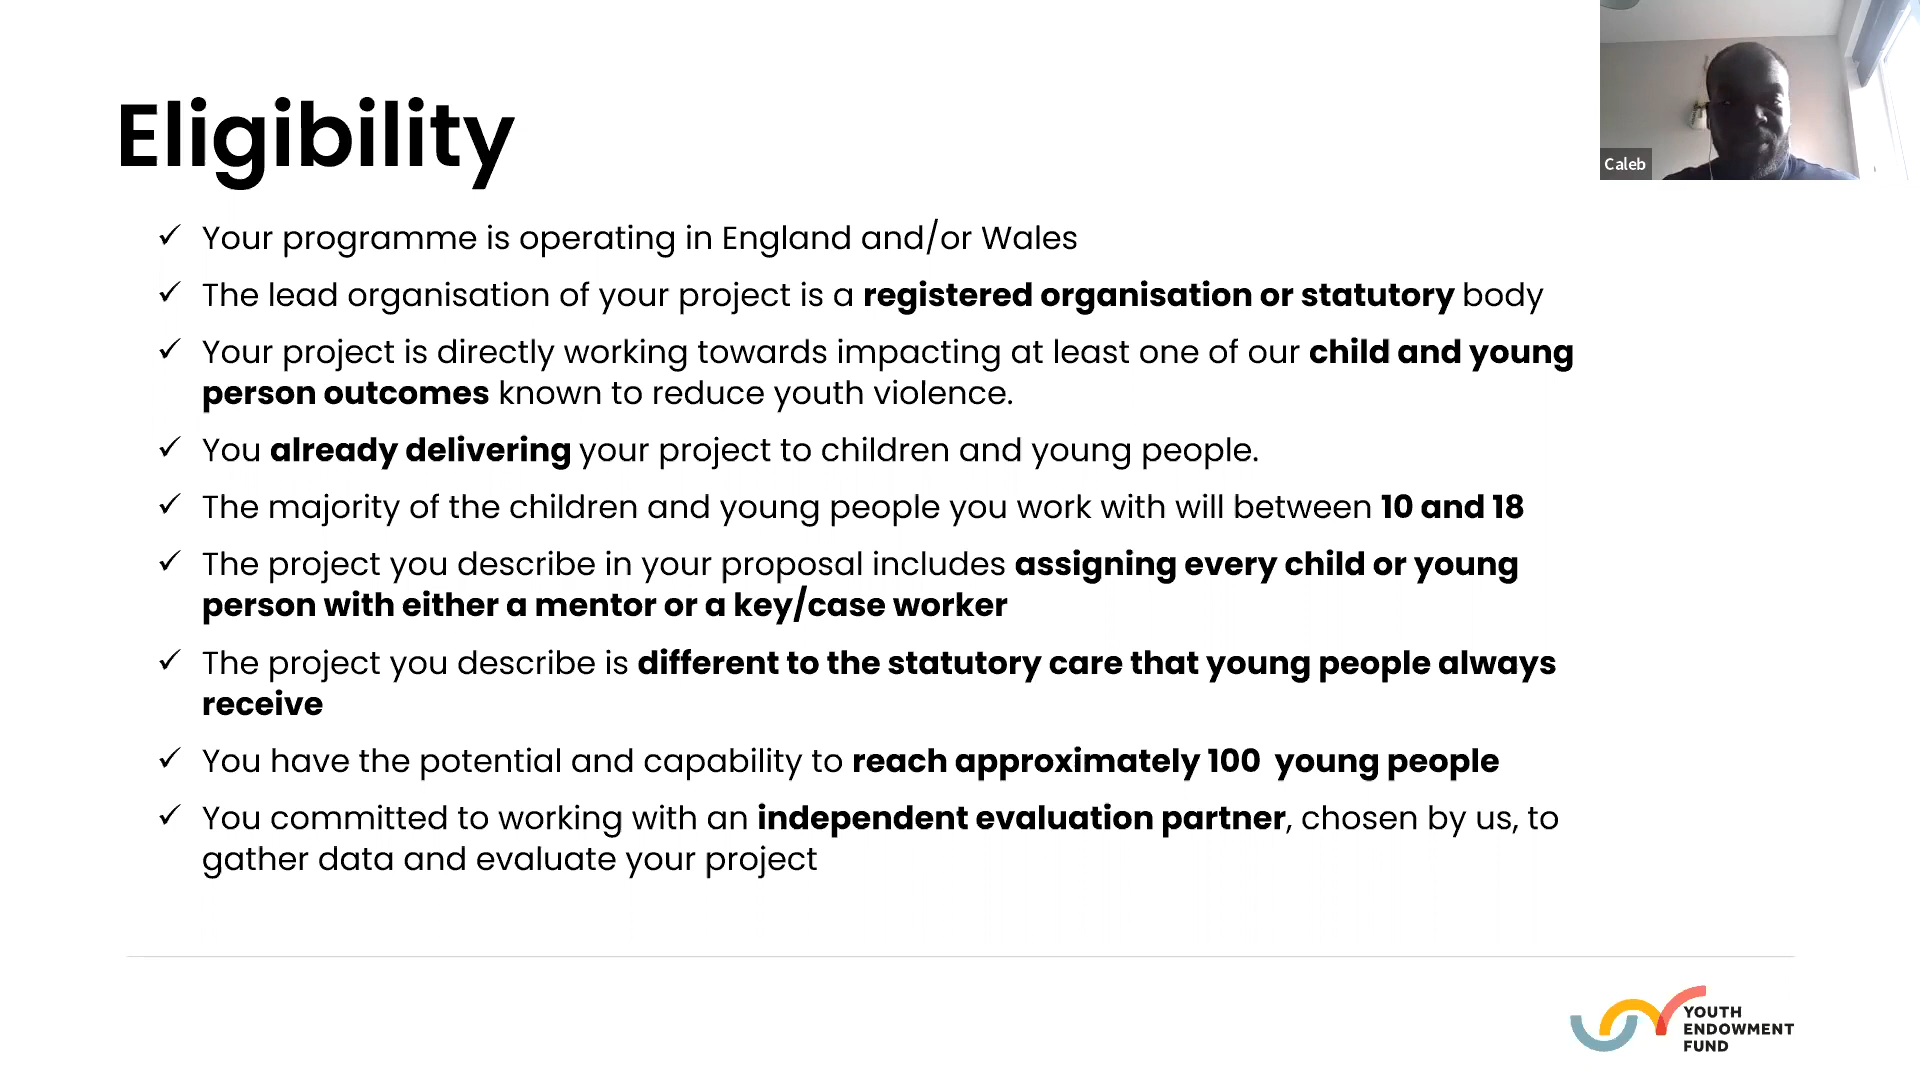 Eligibility
Caleb
✓ Your programme is operating in England and/or Wales
✓ The lead organisation of your project is a registered organisation or statutory body
✓ Your project is directly working towards impacting at least one of our child and young
person outcomes known to reduce youth violence.
✓ You already delivering your project to children and young people.
✓ The majority of the children and young people you work with will between 10 and 18
✓ The project you describe in your proposal includes assigning every child or young
person with either a mentor or a key/case worker
✓ The project you describe is different to the statutory care that young people always
receive
✓ You have the potential and capability to reach approximately 100 young people
✓ You committed to working with an independent evaluation partner, chosen by us, to
gather data and evaluate your project
YOUTH
ENDOWMENT
FUND